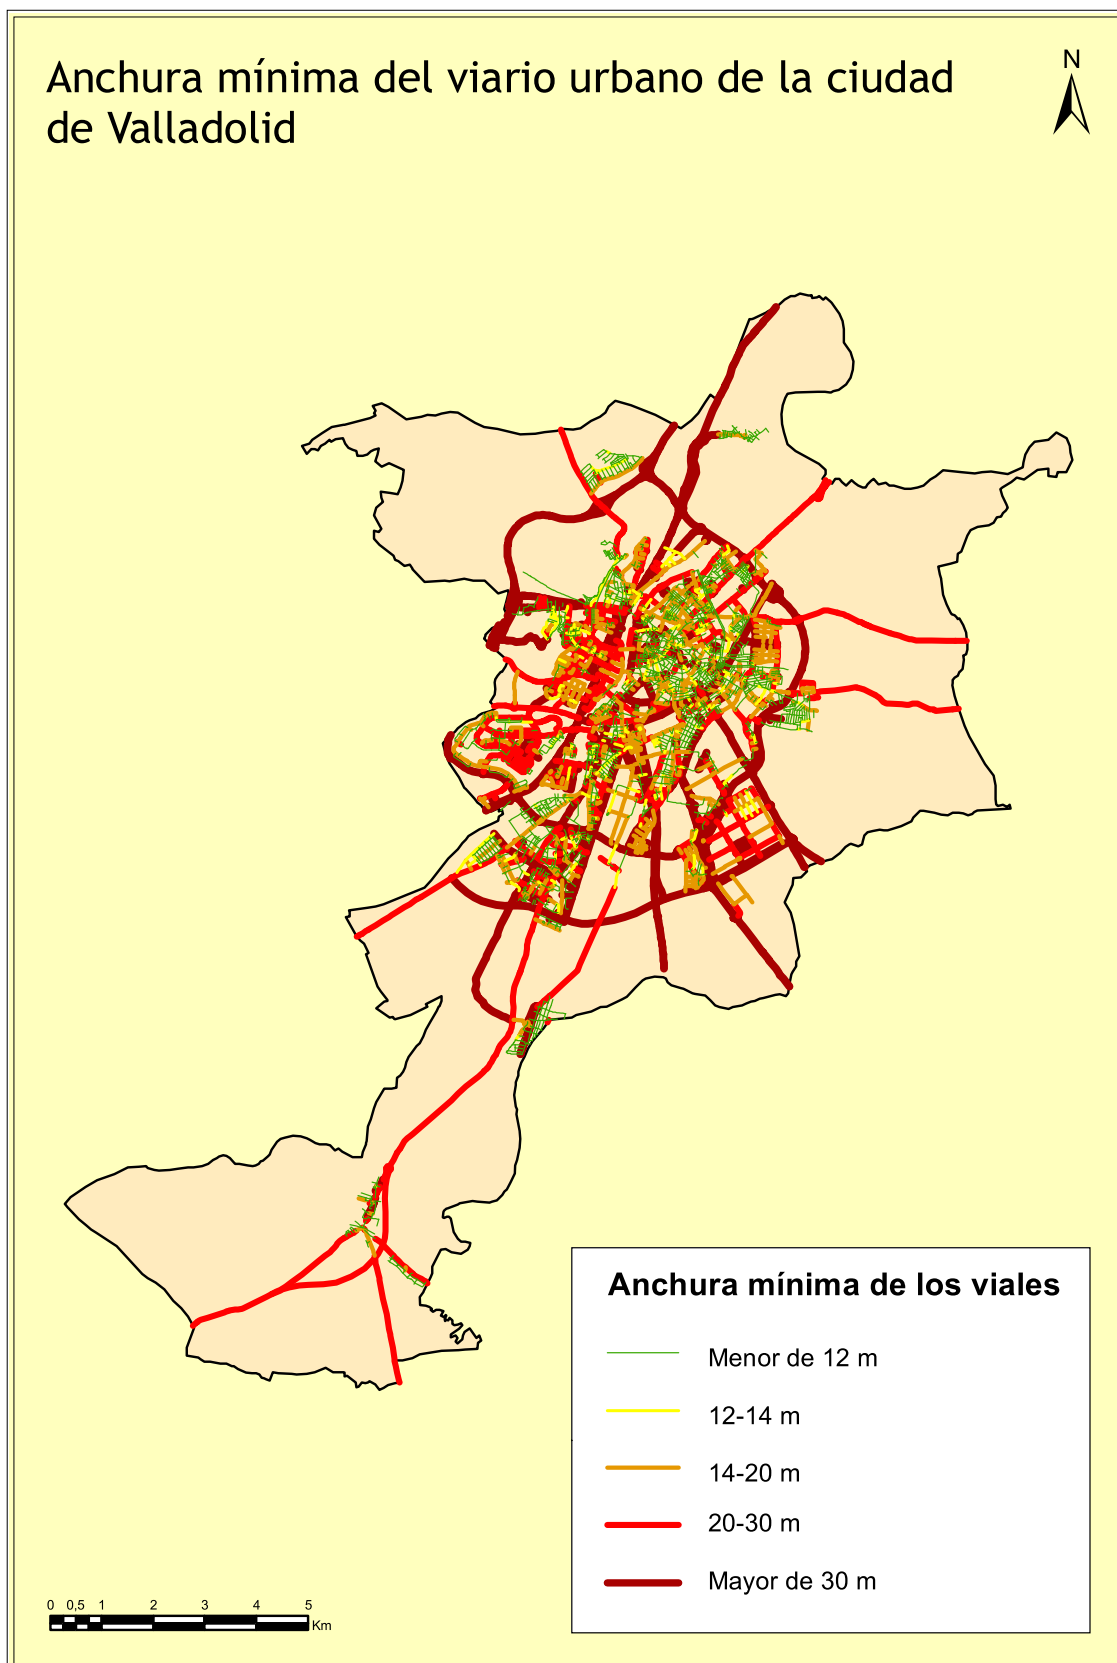 Anchura mínima del viario urbano de la ciudad
de Valladolid
N
Anchura mínima de los viales
Menor de 12 m
12-14 m
14-20 m
20-30 m
Mayor de 30 m
0 0,5 1 2 3 4 5
Km